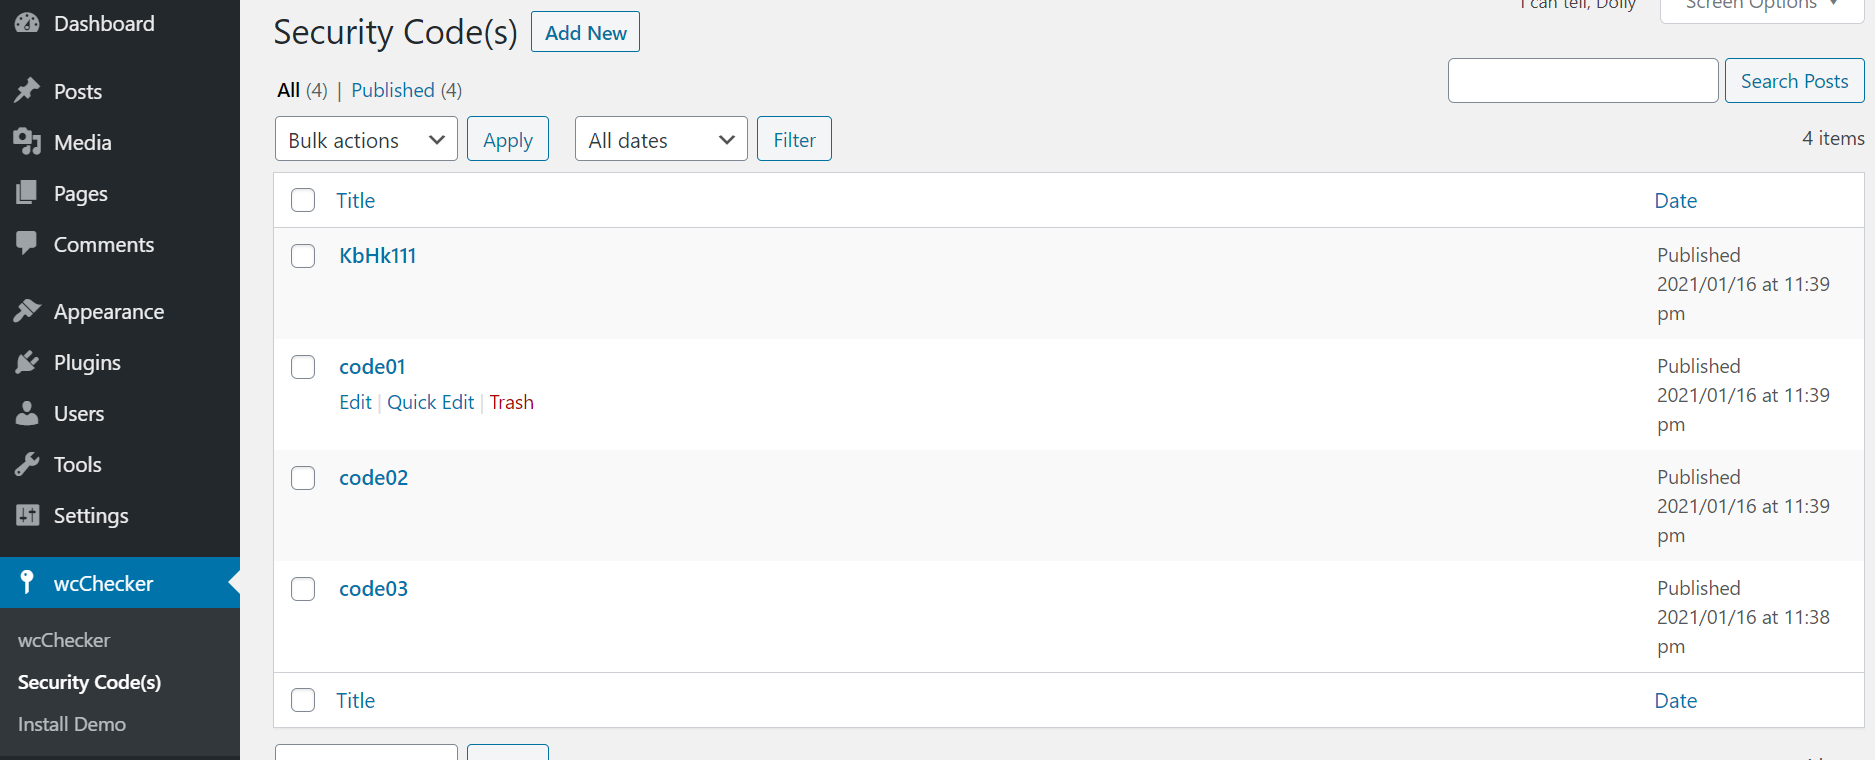 Dashboard
Posts
Media
Pages
Comments
Appearance
Plugins
Users
Tools
Settings
wcChecker
wcChecker
Security Code(s)
Install Demo
I can tell, Dolly
Screen Options
Security Code(s) Add New
All (4) | Published (4)
Search Posts
Bulk actions Apply All dates Filter 4 items
Title Date
KbHk111 Published
2021/01/16 at 11:39
pm
code01 Published
Edit | Quick Edit | Trash 2021/01/16 at 11:39
pm
code02 Published
2021/01/16 at 11:39
pm
code03 Published
2021/01/16 at 11:38
pm
Title Date